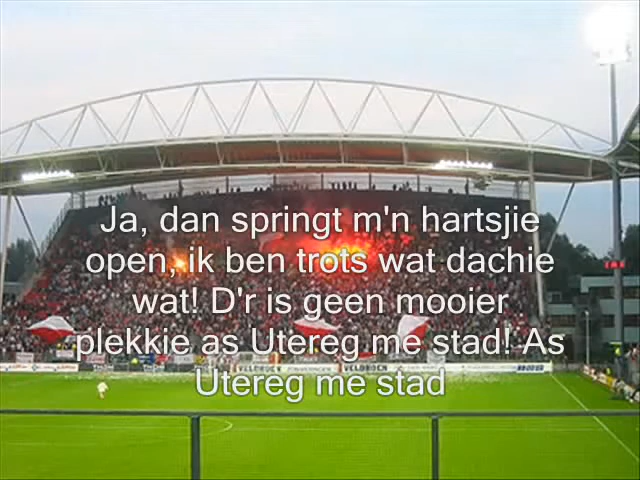 Ja, dan springt m'n hartsjie
open, ik ben trots wat dachie
wat! D'r is geen mooier
plekkie as Utereg me stad! As
Utereg me stad